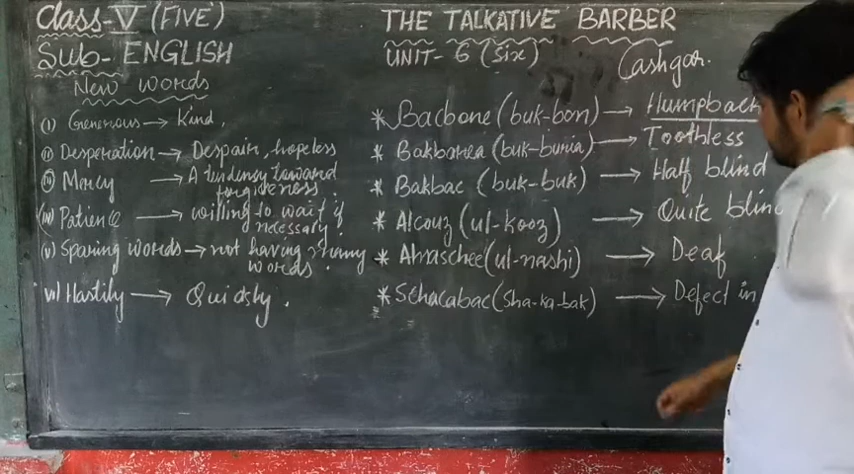 Class-V (FIVE)
Sub- ENGLISH
New words
(i) Generous → Kind,
(ii) Desperation → Despair, hopeless
(iii) Mercy → A tendency toward
forgiveness.
(iv) Patience → willing to wait if
necessary.
(v) Sparing words → not having many
words.
vi) Hastily → Quickly.
THE TALKATIVE BARBER
UNIT- 6 (Six)
Cashgar.
* Bacbone (buk-bon) → Humpback
* Bakbarea (buk-buria) → Toothless
* Bakbac (buk-buk) → Half blind
* Alcouz (ul-kooz) → Quite blind
* Alnaschee (ul-nashi) → Deaf
* Schacabac (sha-ka-bak) → Defect in